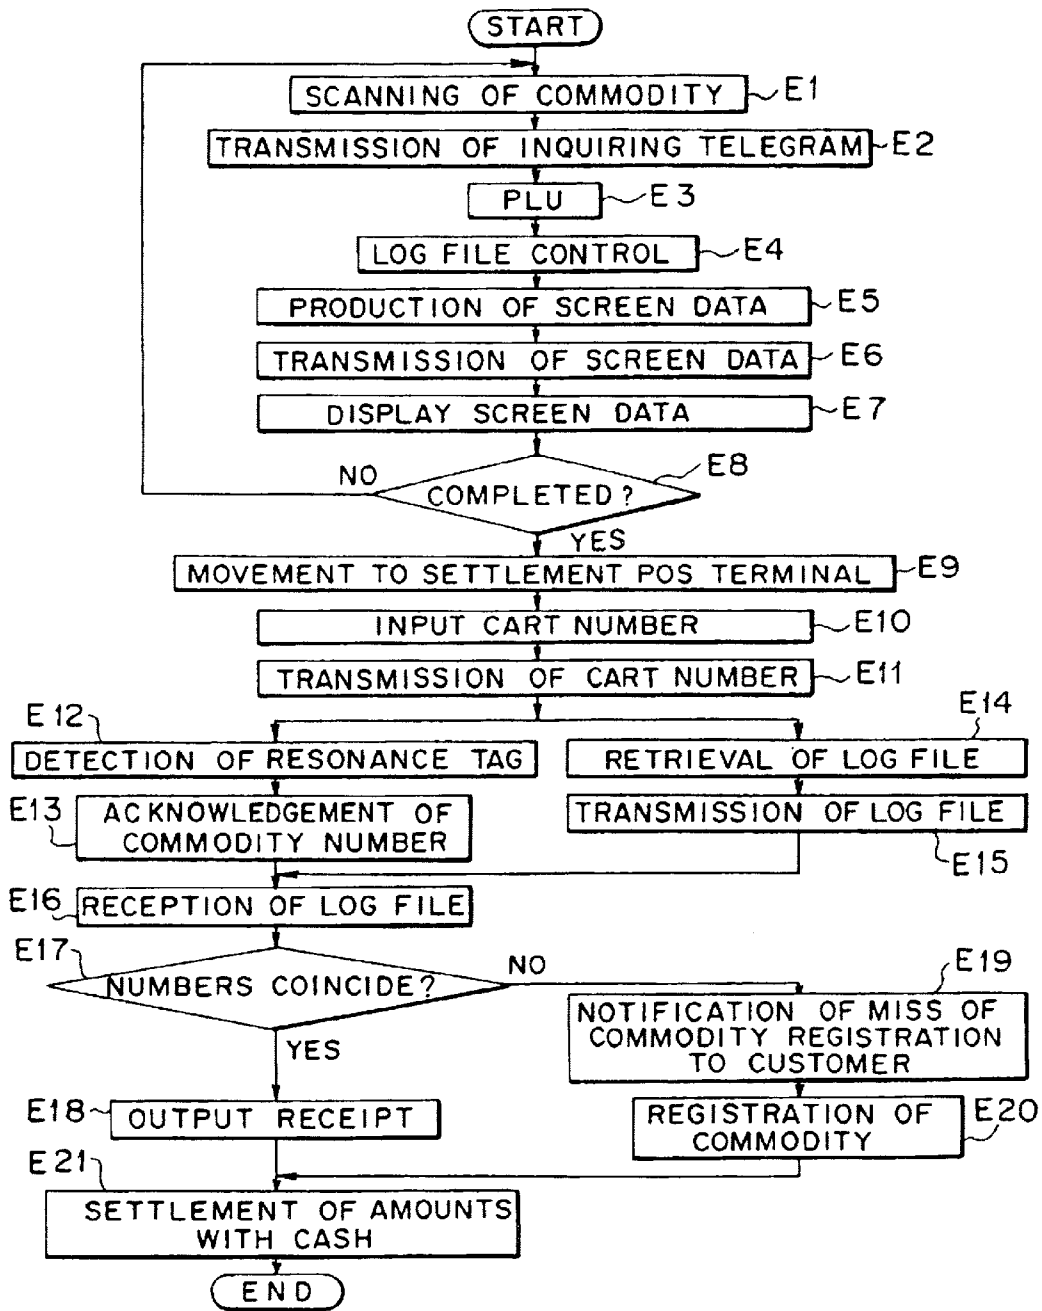 START
SCANNING OF COMMODITY E1
TRANSMISSION OF INQUIRING TELEGRAM E2
PLU E3
LOG FILE CONTROL E4
PRODUCTION OF SCREEN DATA E5
TRANSMISSION OF SCREEN DATA E6
DISPLAY SCREEN DATA E7
E8
NO
COMPLETED?
YES
MOVEMENT TO SETTLEMENT POS TERMINAL E9
INPUT CART NUMBER E10
TRANSMISSION OF CART NUMBER E11
E12
DETECTION OF RESONANCE TAG
E13
ACKNOWLEDGEMENT OF
COMMODITY NUMBER
E14
RETRIEVAL OF LOG FILE
TRANSMISSION OF LOG FILE
E15
E16 RECEPTION OF LOG FILE
E17
NUMBERS COINCIDE?
NO
YES
E19
NOTIFICATION OF MISS OF
COMMODITY REGISTRATION
TO CUSTOMER
E18 OUTPUT RECEIPT
REGISTRATION OF
COMMODITY
E20
E21
SETTLEMENT OF AMOUNTS
WITH CASH
END